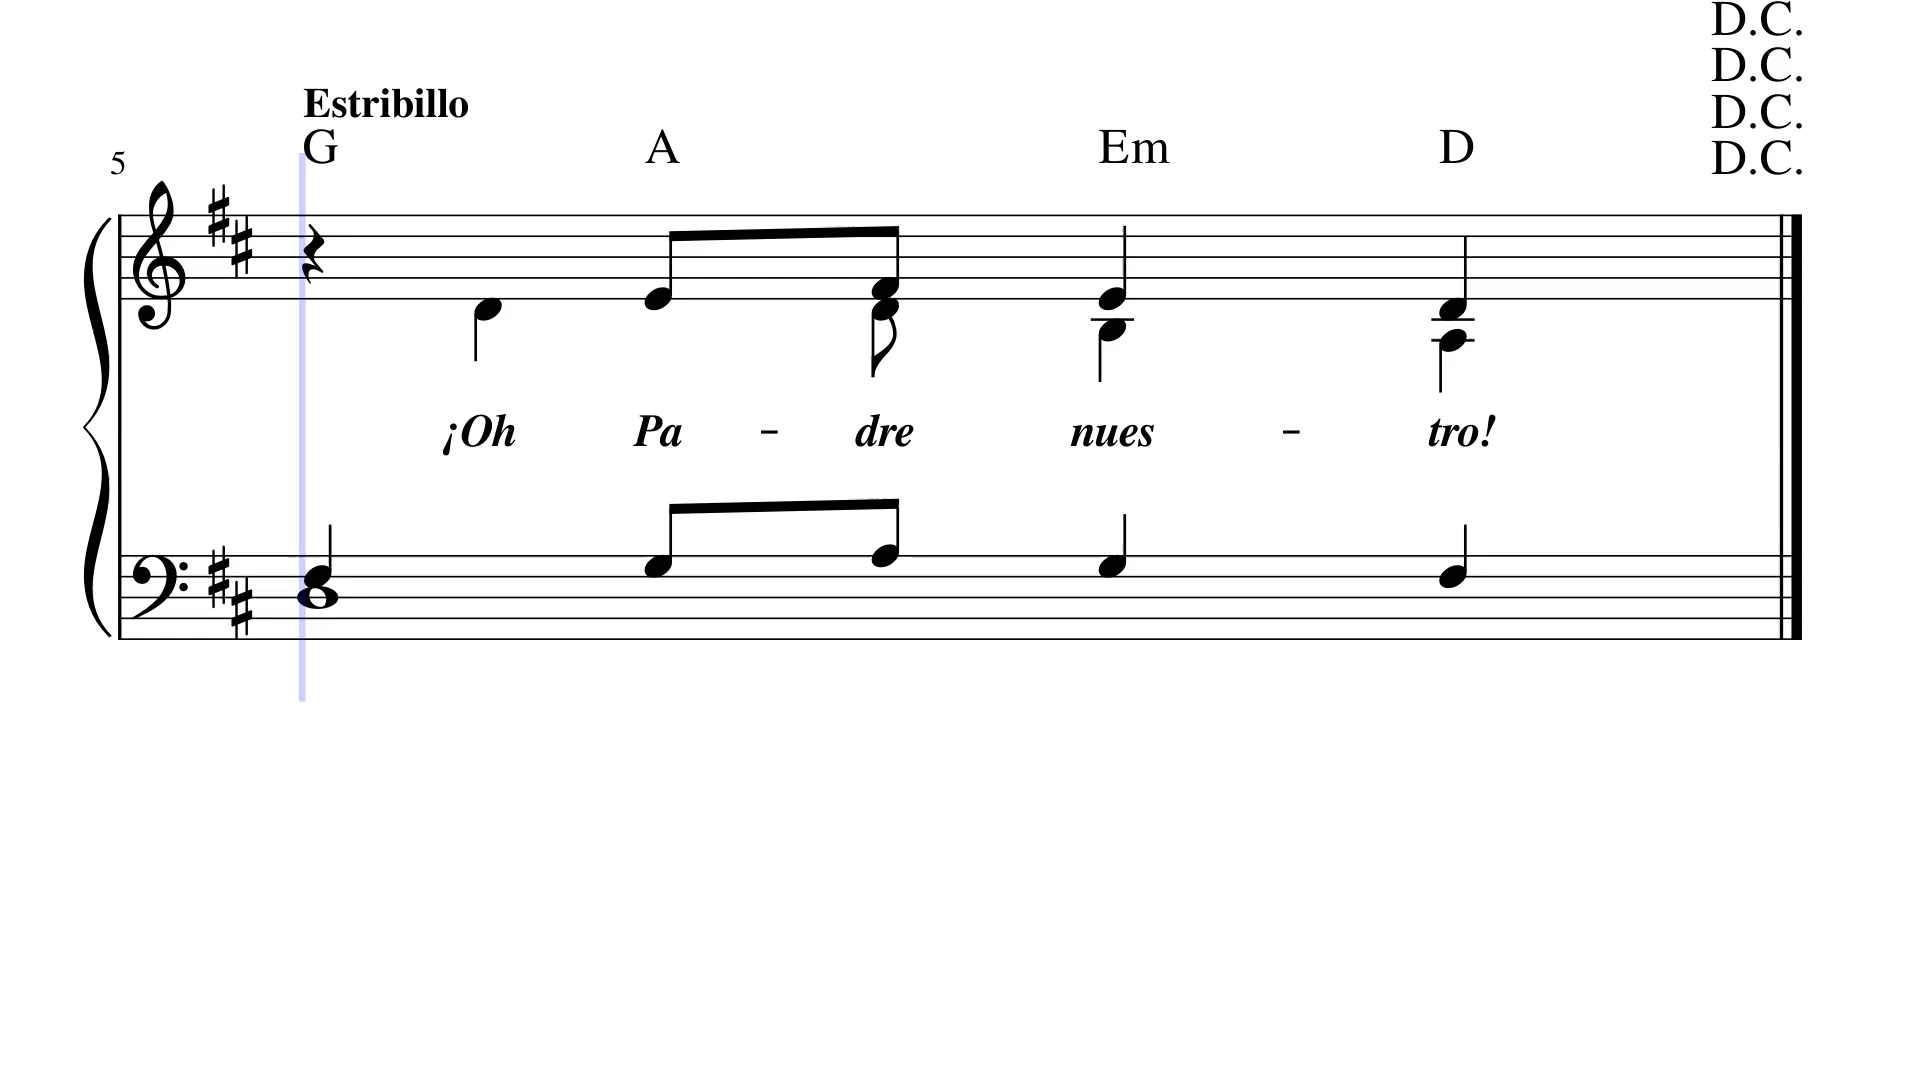 D.C.
D.C.
Estribillo
D.C.
G A Em D D.C.
5
¡Oh Pa - dre nues - tro!